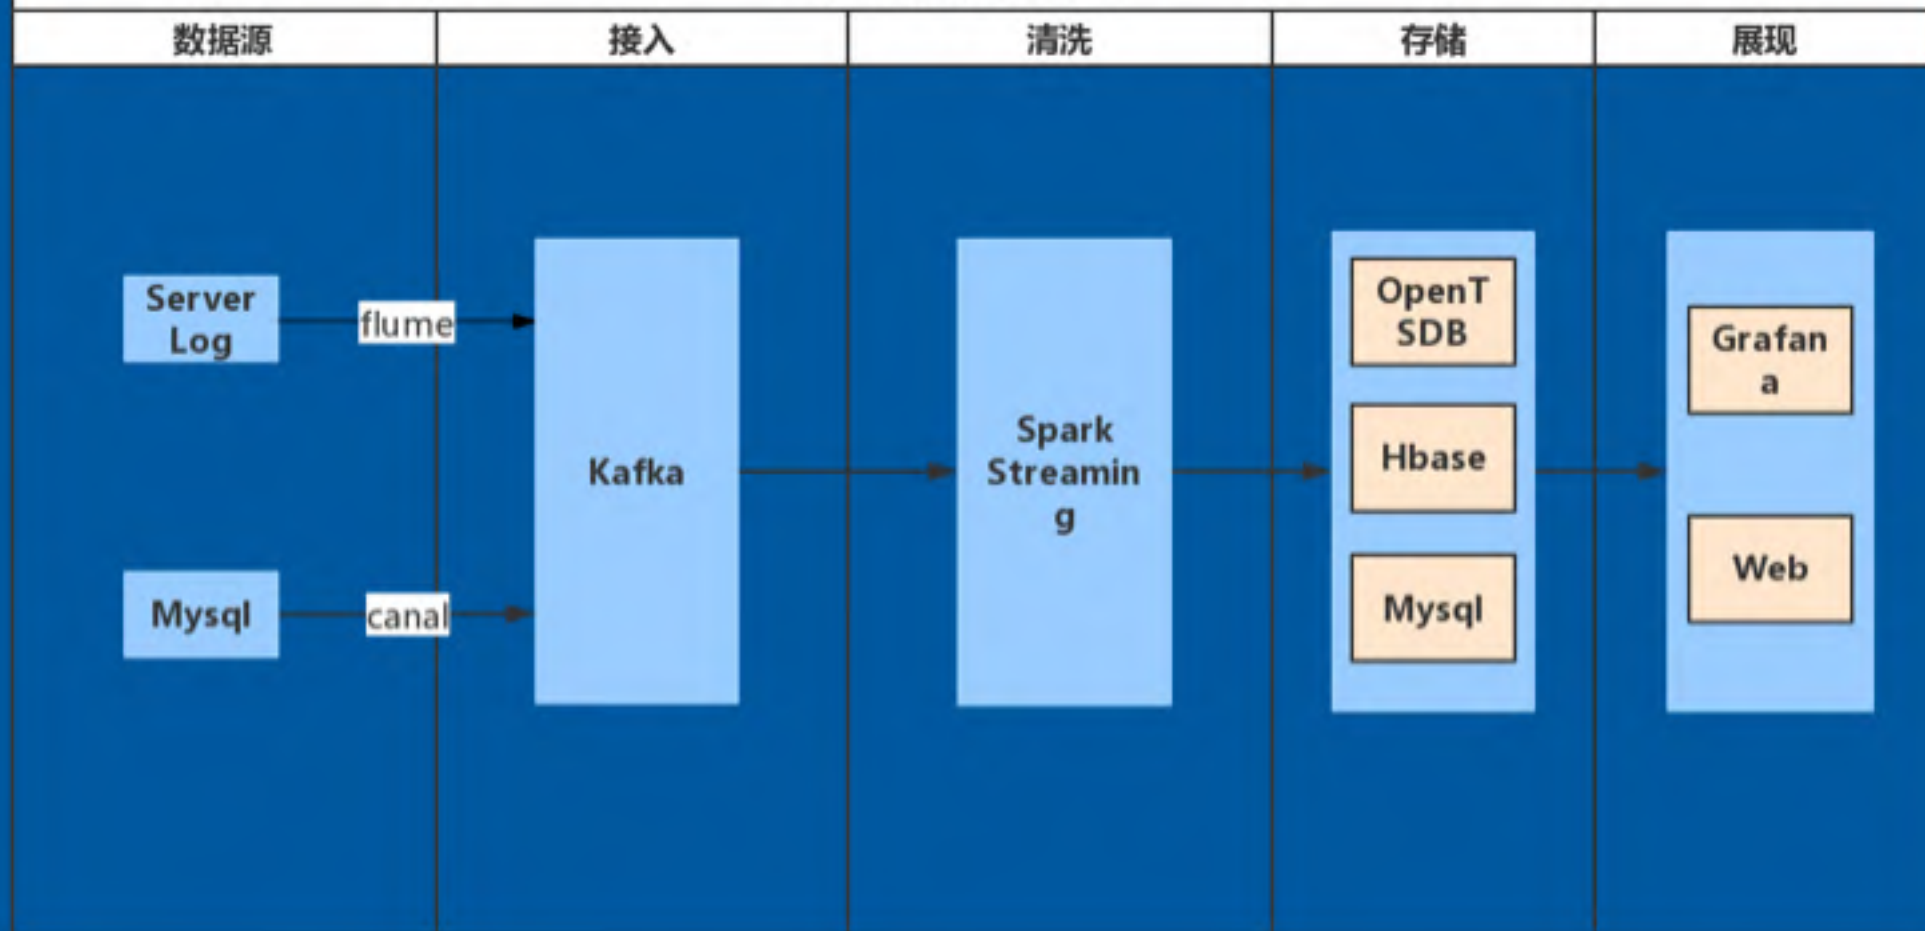 数据源
接入
清洗
存储
展现
Server
Log
flume
Mysql
canal
Kafka
Spark
Streamin
g
OpenT
SDB
Hbase
Mysql
Grafan
a
Web